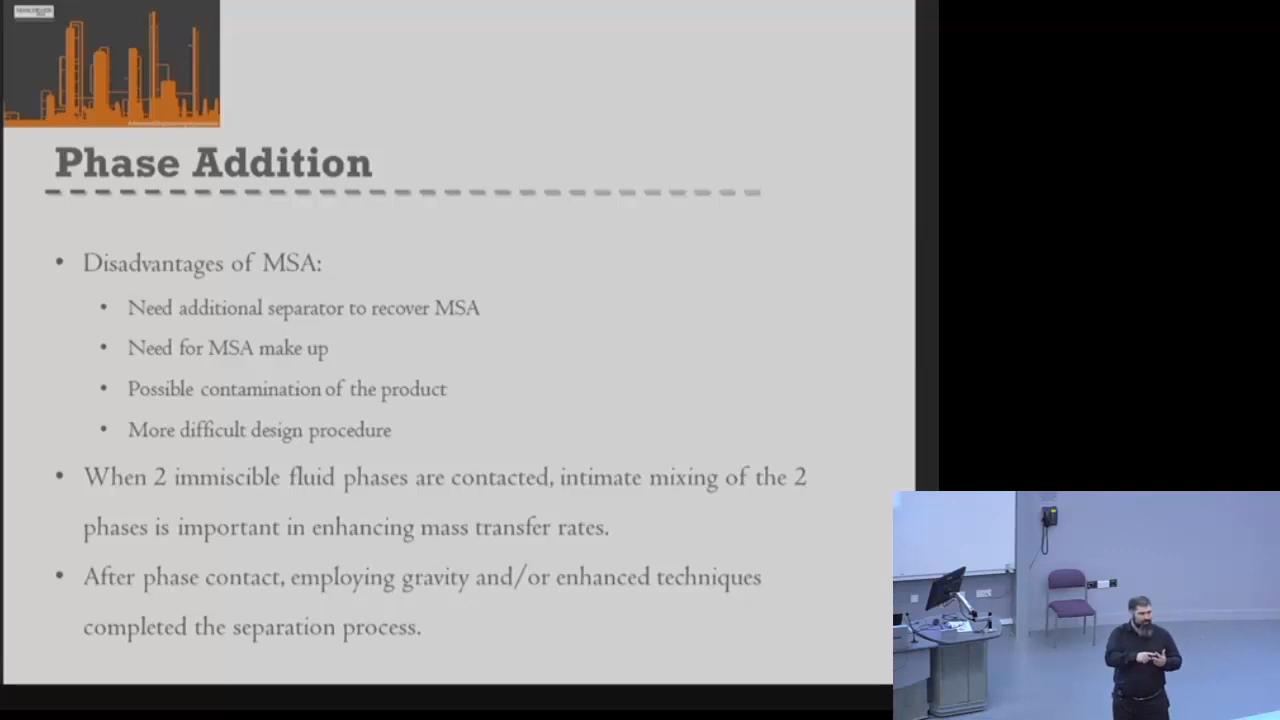 Phase Addition
• Disadvantages of MSA:
• Need additional separator to recover MSA
• Need for MSA make up
• Possible contamination of the product
• More difficult design procedure
• When 2 immiscible fluid phases are contacted, intimate mixing of the 2
phases is important in enhancing mass transfer rates.
• After phase contact, employing gravity and/or enhanced techniques
completed the separation process.